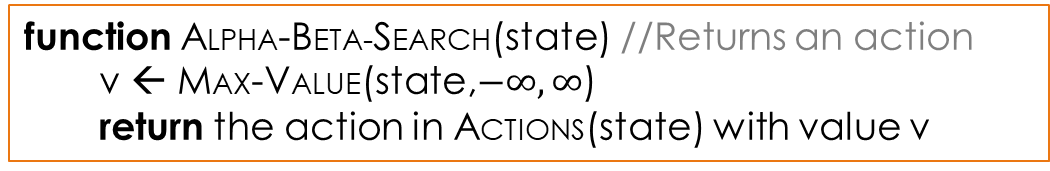 function ALPHA-BETA-SEARCH(state) //Returns an action
v ← MAX-VALUE(state,−∞, ∞)
return the action in ACTIONS(state) with value v